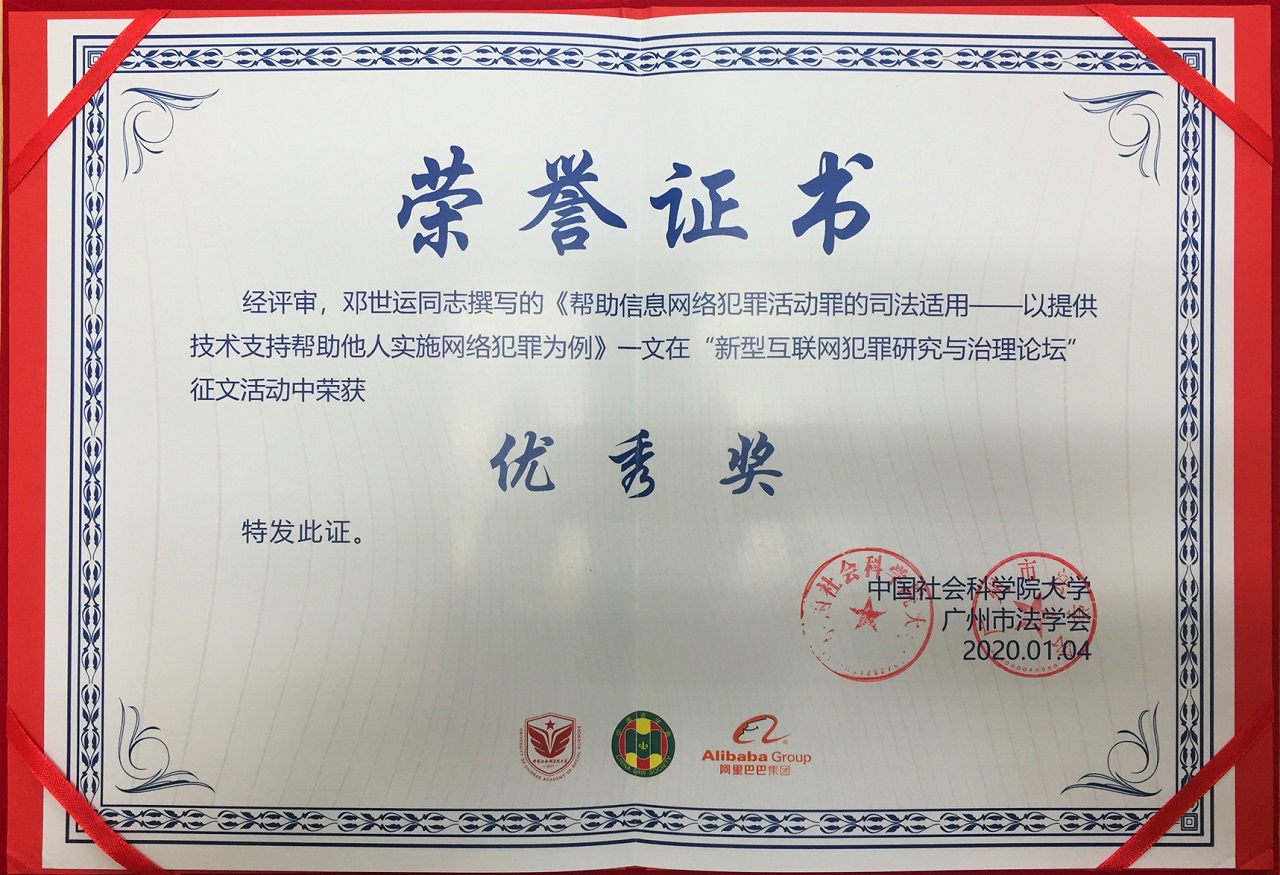 荣誉证书
经评审，邓世运同志撰写的《帮助信息网络犯罪活动罪的司法适用——以提供
技术支持帮助他人实施网络犯罪为例》一文在“新型互联网犯罪研究与治理论坛”
征文活动中荣获
优秀奖
特发此证。
中国社会科学院大学
广州市法学会
2020.01.04
Alibaba Group
阿里巴巴集团